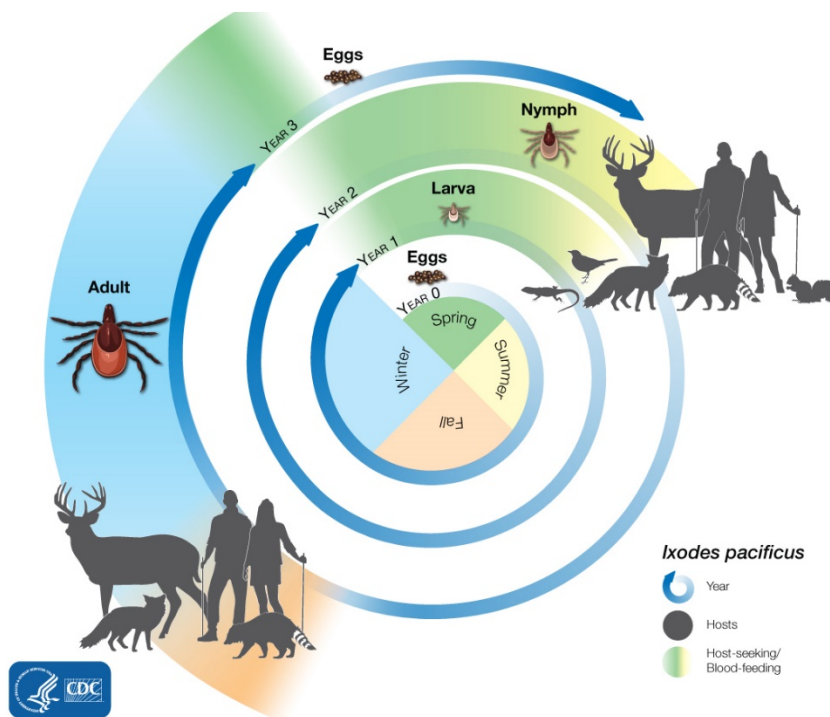 Eggs
YEAR 3
Nymph
YEAR 2
Larva
YEAR 1
Eggs
YEAR 0
Adult
Spring
Summer
Winter
Fall
Ixodes pacificus
Year
Hosts
Host-seeking/
Blood-feeding
CDC